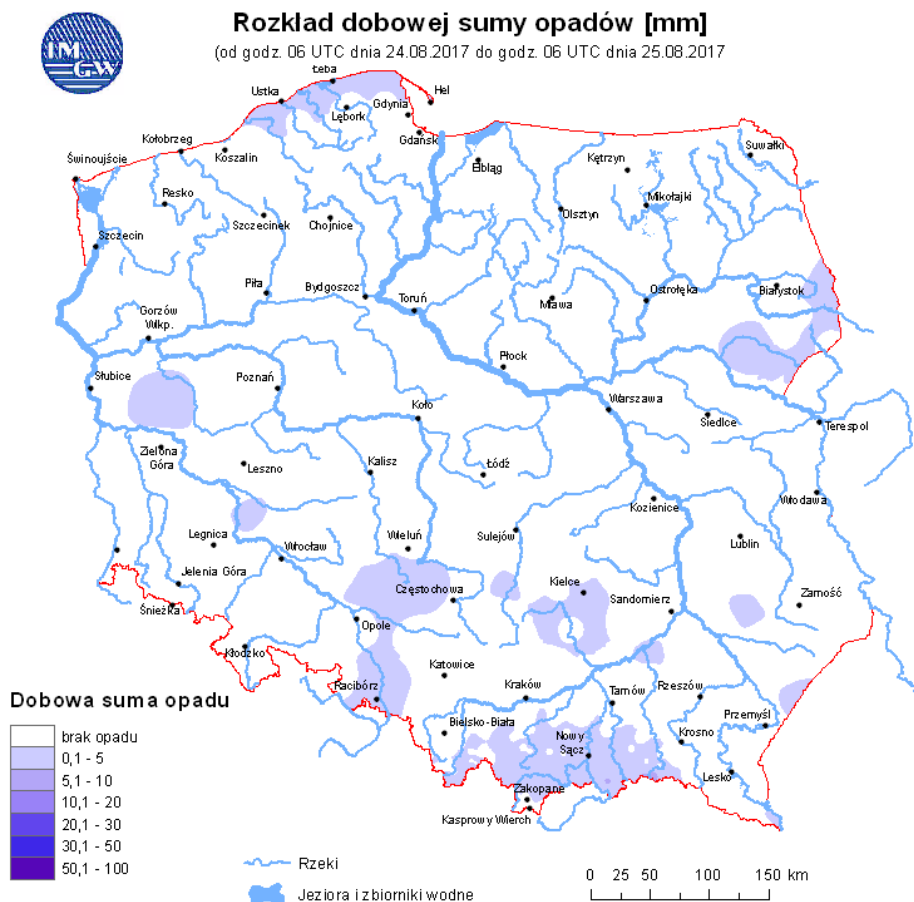 IM
GW
Rozkład dobowej sumy opadów [mm]
(od godz. 06 UTC dnia 24.08.2017 do godz. 06 UTC dnia 25.08.2017
Łeba
Ustka
Hel
Lębork
Gdynia
Gdańsk
Kołobrzeg
Koszalin
Świnoujście
Elbląg
Kętrzyn
Suwałki
Resko
Szczecinek
Chojnice
Olsztyn
Mikołajki
Szczecin
Piła
Bydgoszcz
Toruń
Mława
Ostrołęka
Białystok
Gorzów
Wlkp.
Płock
Słubice
Poznań
Koło
Warszawa
Siedlce
Terespol
Zielona
Góra
Leszno
Kalisz
Łódź
Kozienice
Włodawa
Legnica
Wrocław
Wieluń
Sulejów
Lublin
Jelenia Góra
Częstochowa
Kielce
Sandomierz
Zamość
Śnieżka
Opole
Kłodzko
Katowice
Racibórz
Kraków
Tarnów
Rzeszów
Przemyśl
Bielsko-Biała
Nowy
Sącz
Krosno
Lesko
Zakopane
Kasprowy Wierch
Dobowa suma opadu
brak opadu
0,1 - 5
5,1 - 10
10,1 - 20
20,1 - 30
30,1 - 50
50,1 - 100
Rzeki
Jeziora i zbiorniki wodne
0 25 50 100 150 km